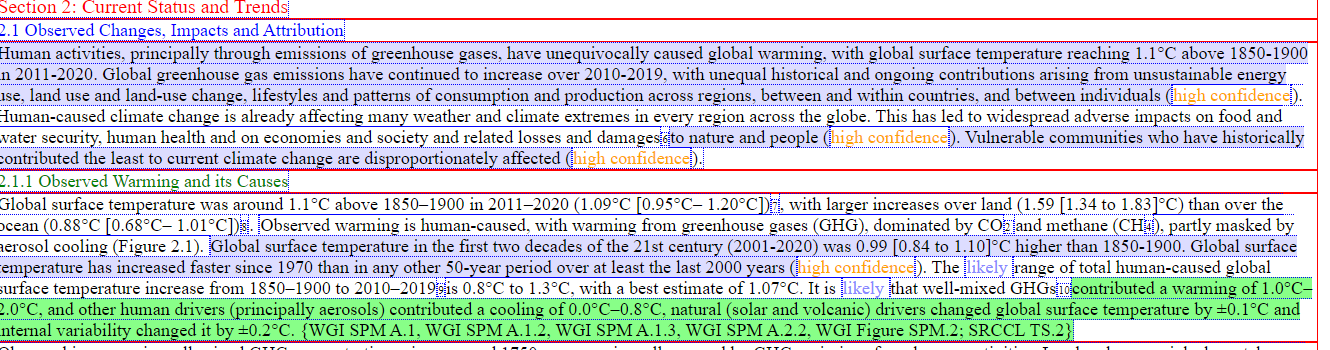 Section 2: Current Status and Trends
2.1 Observed Changes, Impacts and Attribution
Human activities, principally through emissions of greenhouse gases, have unequivocally caused global warming, with global surface temperature reaching 1.1°C above 1850-1900
in 2011-2020. Global greenhouse gas emissions have continued to increase over 2010-2019, with unequal historical and ongoing contributions arising from unsustainable energy
use, land use and land-use change, lifestyles and patterns of consumption and production across regions, between and within countries, and between individuals (high confidence).
Human-caused climate change is already affecting many weather and climate extremes in every region across the globe. This has led to widespread adverse impacts on food and
water security, human health and on economies and society and related losses and damages6to nature and people (high confidence). Vulnerable communities who have historically
contributed the least to current climate change are disproportionately affected (high confidence).
2.1.1 Observed Warming and its Causes
Global surface temperature was around 1.1°C above 1850–1900 in 2011–2020 (1.09°C [0.95°C– 1.20°C])7, with larger increases over land (1.59 [1.34 to 1.83]°C) than over the
ocean (0.88°C [0.68°C– 1.01°C])8. Observed warming is human-caused, with warming from greenhouse gases (GHG), dominated by CO2 and methane (CH4), partly masked by
aerosol cooling (Figure 2.1). Global surface temperature in the first two decades of the 21st century (2001-2020) was 0.99 [0.84 to 1.10]°C higher than 1850-1900. Global surface
temperature has increased faster since 1970 than in any other 50-year period over at least the last 2000 years (high confidence). The likely range of total human-caused global
surface temperature increase from 1850–1900 to 2010–20199is 0.8°C to 1.3°C, with a best estimate of 1.07°C. It is likely that well-mixed GHGs10contributed a warming of 1.0°C–
2.0°C, and other human drivers (principally aerosols) contributed a cooling of 0.0°C–0.8°C, natural (solar and volcanic) drivers changed global surface temperature by ±0.1°C and
internal variability changed it by ±0.2°C. {WGI SPM A.1, WGI SPM A.1.2, WGI SPM A.1.3, WGI SPM A.2.2, WGI Figure SPM.2; SRCCL TS.2}